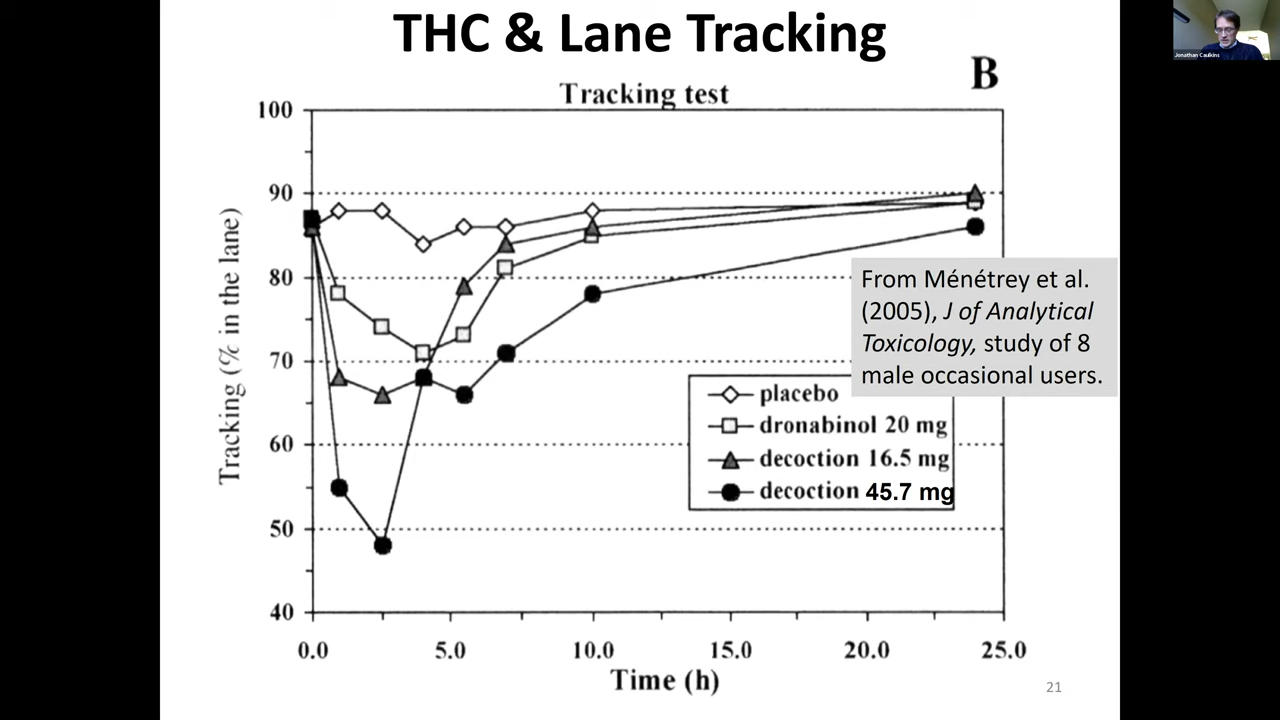 THC & Lane Tracking
Jonathan Caulkins
B
Tracking test
100
90
80
70
60
50
40
Tracking (% in the lane)
From Ménétrey et al.
(2005), J of Analytical
Toxicology, study of 8
male occasional users.
placebo
dronabinol 20 mg
decoction 16.5 mg
decoction 45.7 mg
0.0 5.0 10.0 15.0 20.0 25.0
Time (h)
21